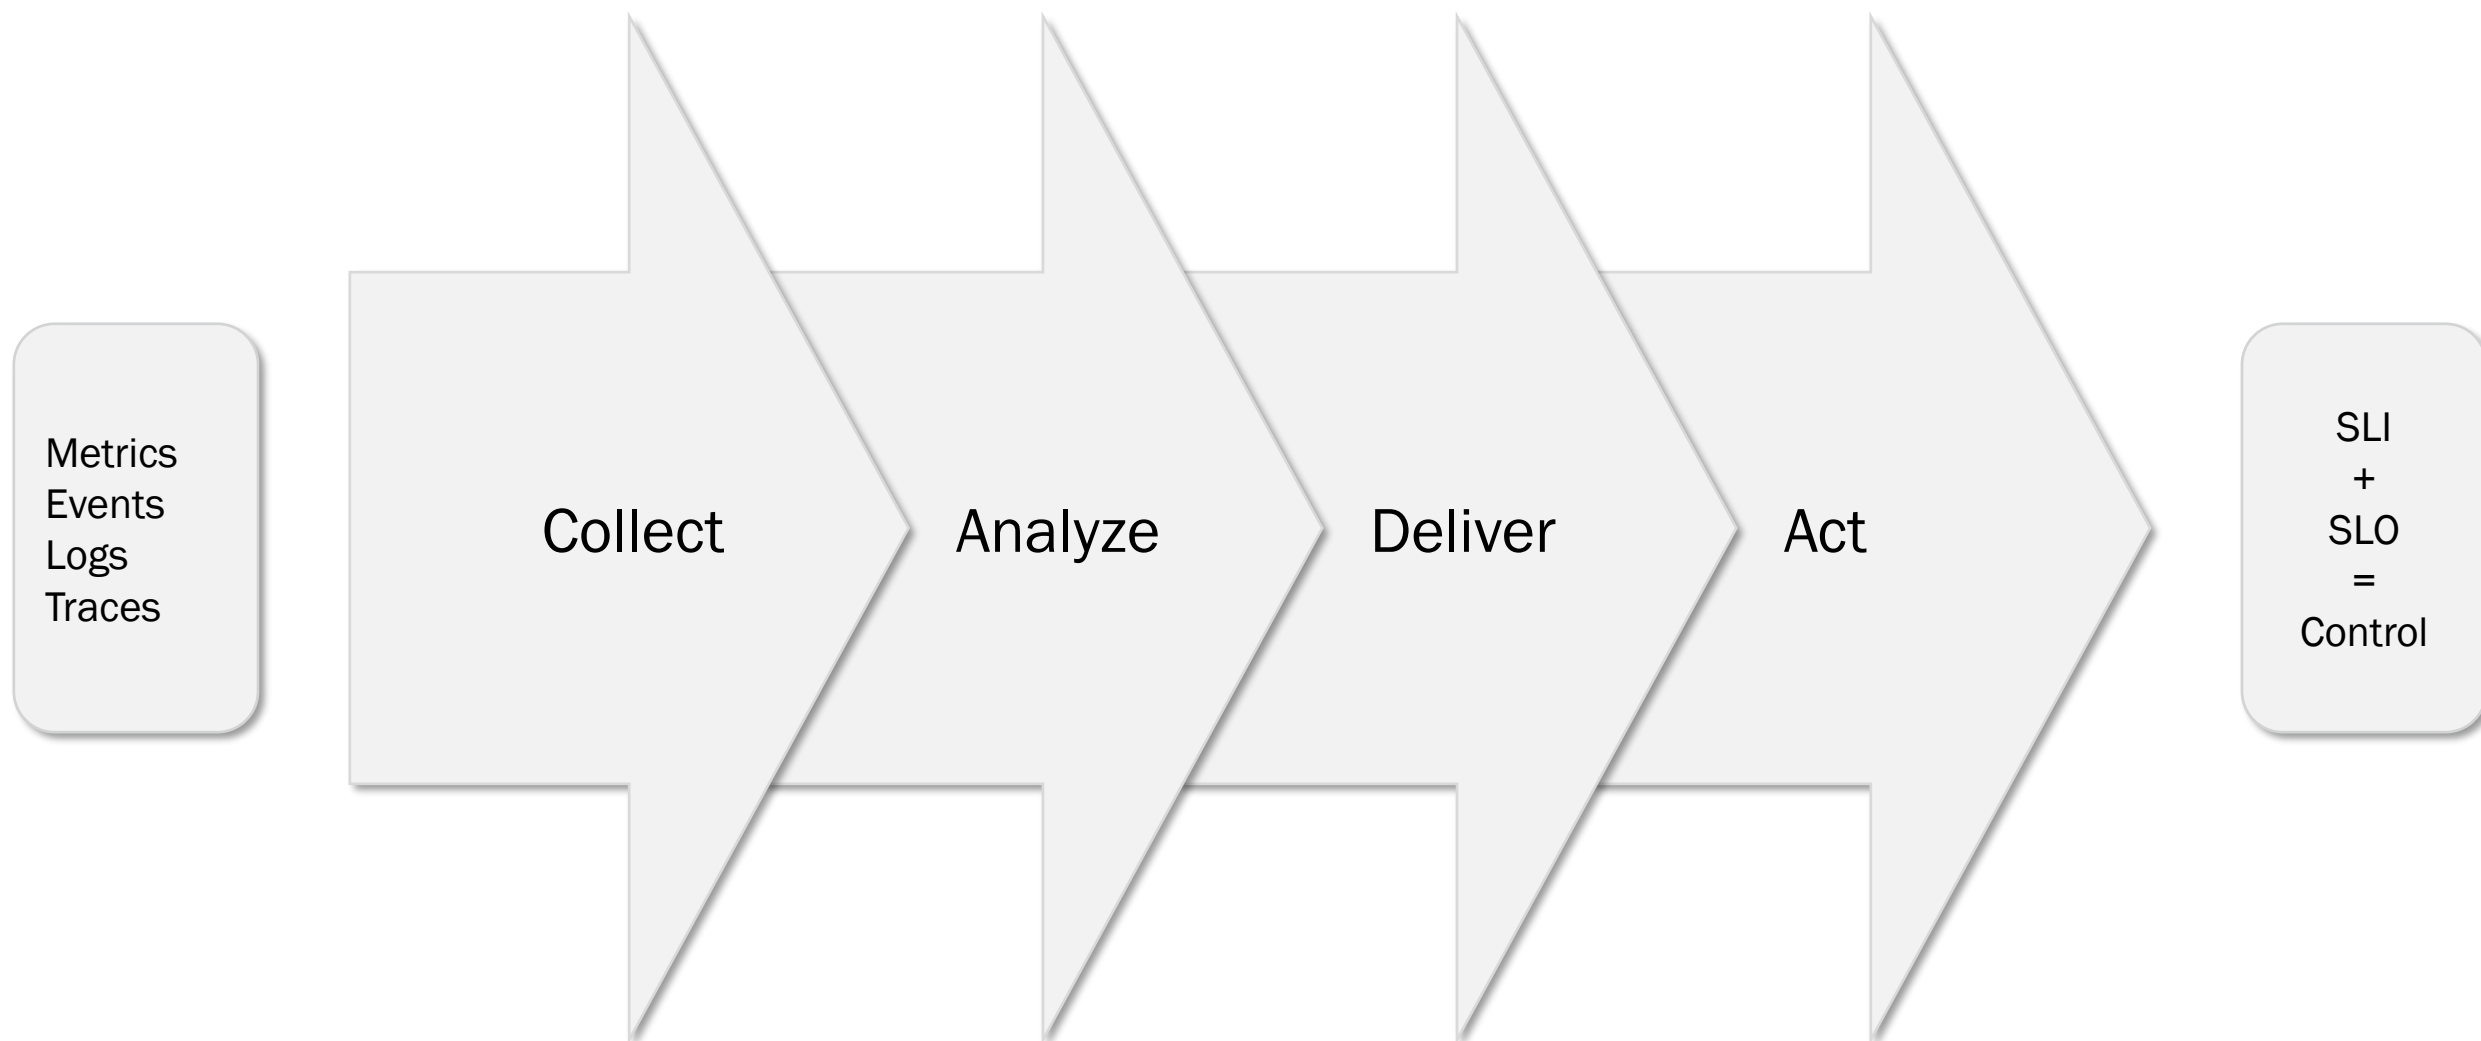 Metrics
Events
Logs
Traces
Collect
Analyze
Deliver
Act
SLI
+
SLO
=
Control